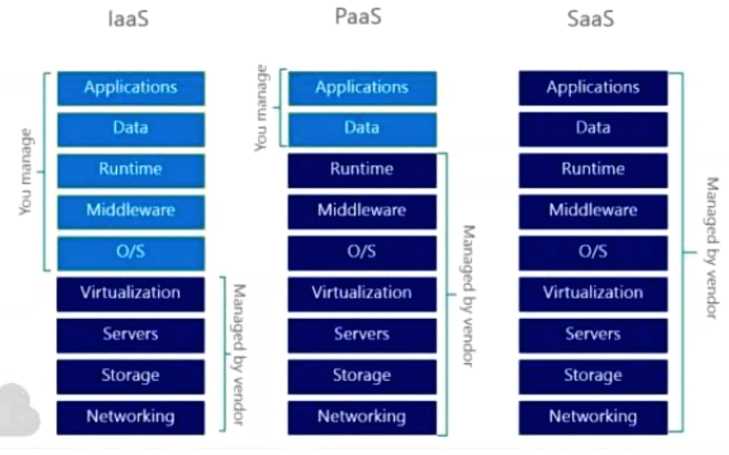 IaaS
You manage
Applications
Data
Runtime
Middleware
O/S
Virtualization
Servers
Storage
Networking
Managed by vendor
PaaS
You manage
Applications
Data
Runtime
Middleware
O/S
Virtualization
Servers
Storage
Networking
Managed by vendor
SaaS
Applications
Data
Runtime
Middleware
O/S
Virtualization
Servers
Storage
Networking
Managed by vendor